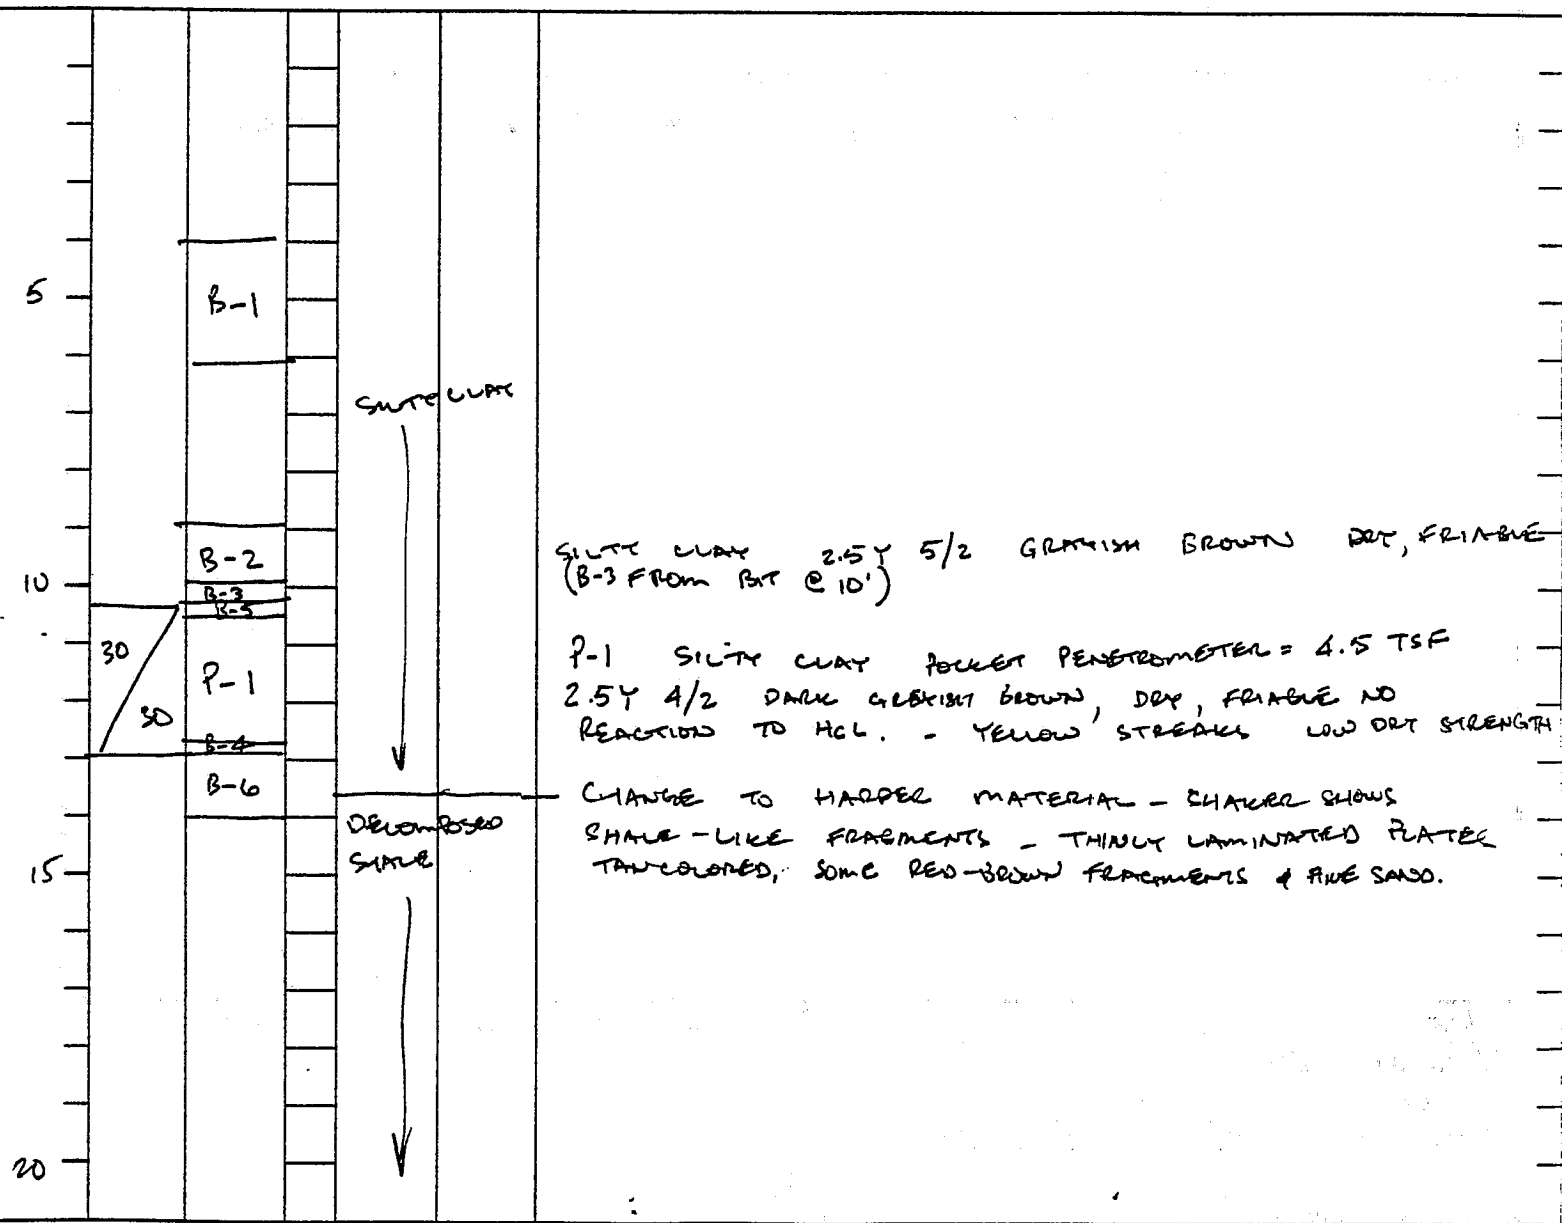 5
B-1
SILTY CLAY
B-2
10
B-3
B-5
SILTY CLAY 2.5Y 5/2 GRAYISH BROWN DRY, FRIABLE
(B-3 FROM BIT @ 10')
30
P-1
30
B-4
P-1 SILTY CLAY POCKET PENETROMETER = 4.5 TSF
2.5Y 4/2 DARK GREYISH BROWN, DRY, FRIABLE NO
REACTION TO HCL. - YELLOW STREAKS LOW DRY STRENGTH
B-6
CHANGE TO HARDER MATERIAL - SHAKER SHOWS
SHALE-LIKE FRAGMENTS - THINLY LAMINATED PLATES
TAN COLORED, SOME RED-BROWN FRAGMENTS & FINE SAND.
DECOMPOSED
SHALE
15
20